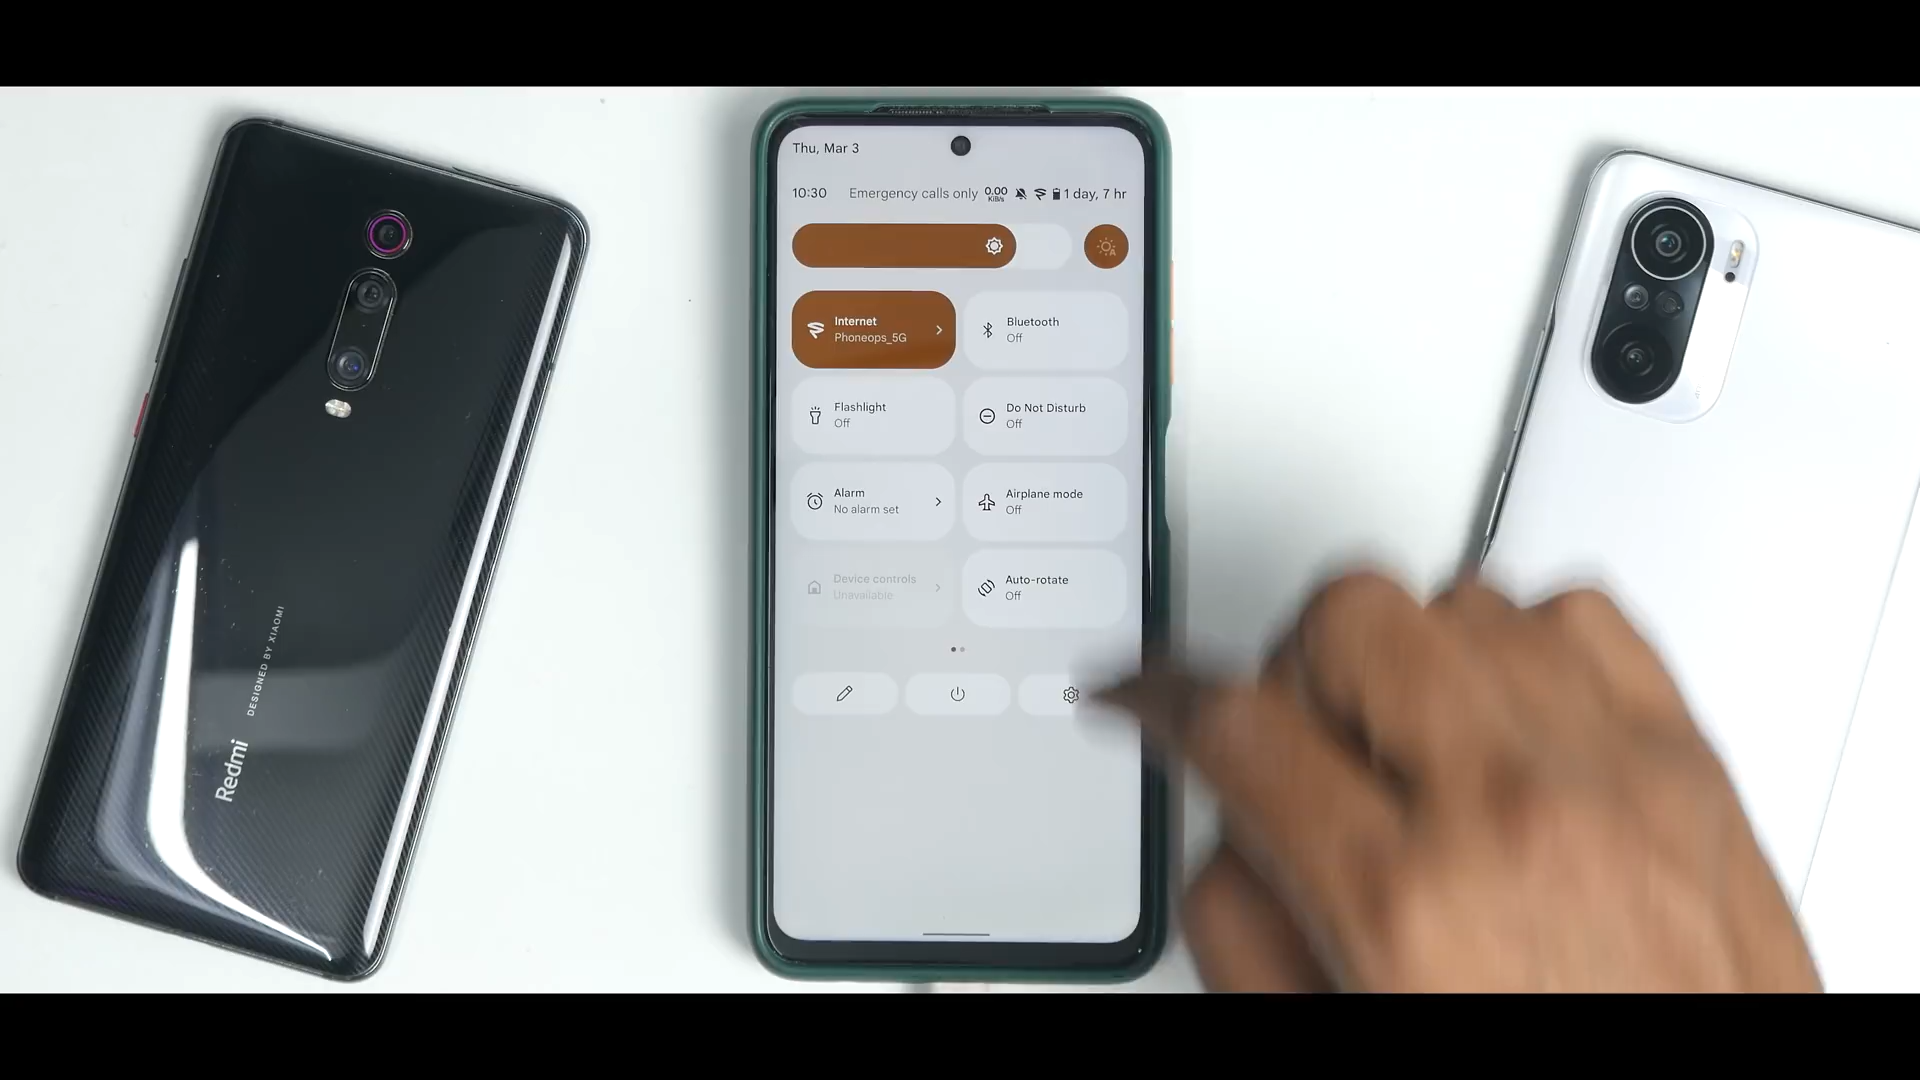 Thu, Mar 3
10:30 Emergency calls only 0.00 KiB/s 1 day, 7 hr
Internet
Phoneops_5G
Bluetooth
Off
Flashlight
Off
Do Not Disturb
Off
Alarm
No alarm set
Airplane mode
Off
Device controls
Unavailable
Auto-rotate
Off
Redmi
DESIGNED BY XIAOMI